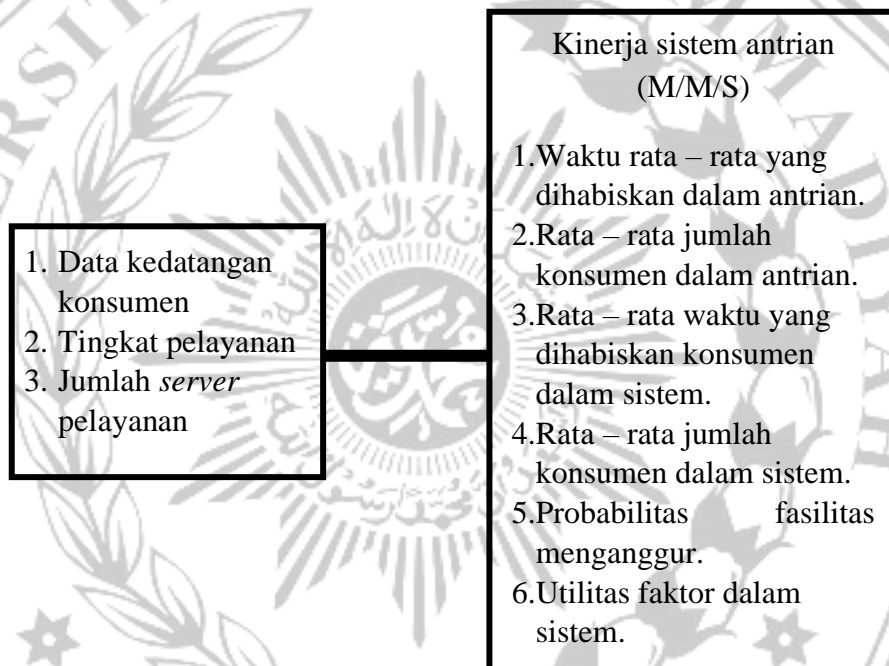 Kinerja sistem antrian
(M/M/S)
1.Waktu rata – rata yang
dihabiskan dalam antrian.
2.Rata – rata jumlah
konsumen dalam antrian.
3.Rata – rata waktu yang
dihabiskan konsumen
dalam sistem.
4.Rata – rata jumlah
konsumen dalam sistem.
5.Probabilitas fasilitas
menganggur.
6.Utilitas faktor dalam
sistem.
1. Data kedatangan
konsumen
2. Tingkat pelayanan
3. Jumlah server
pelayanan